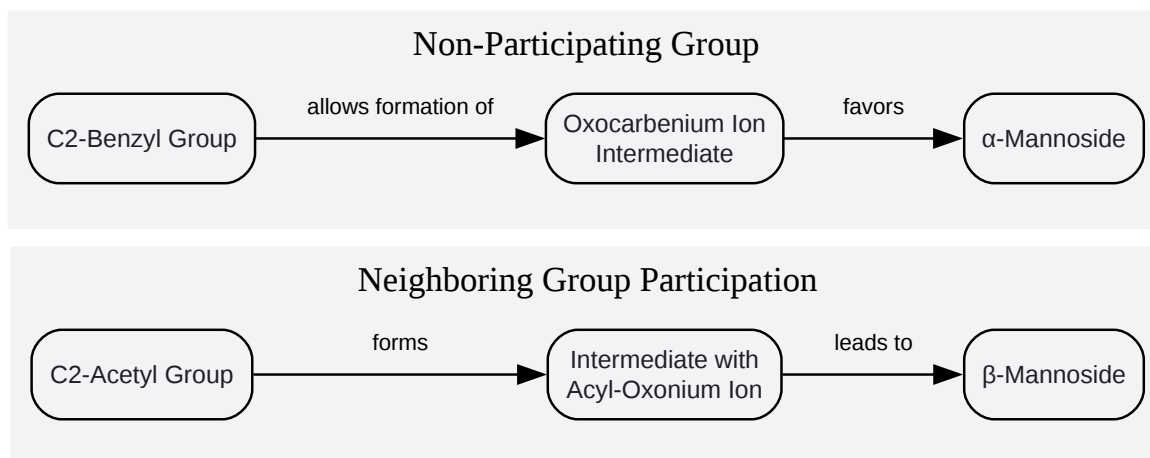 Non-Participating Group
allows formation of
favors
C2-Benzyl Group
Oxocarbenium Ion
Intermediate
α-Mannoside
Neighboring Group Participation
forms
leads to
C2-Acetyl Group
Intermediate with
Acyl-Oxonium Ion
β-Mannoside